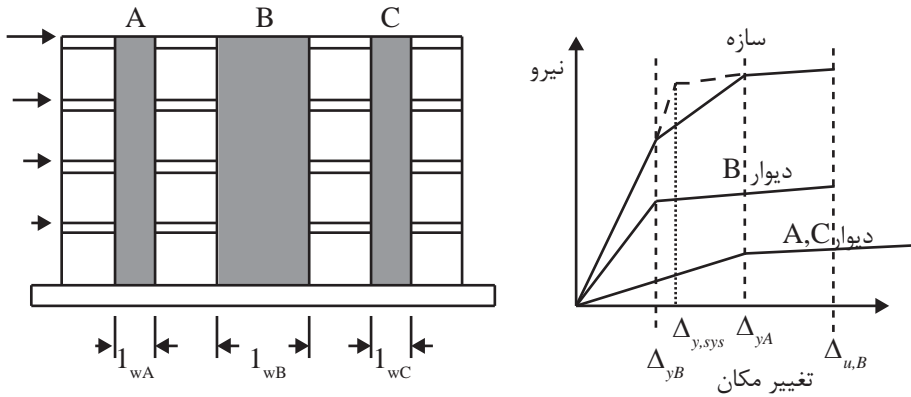 A B C
l_wA l_wB l_wC
سازه
نیرو
دیوار B
دیوار A,C
Δ_yB Δ_y,sys Δ_yA Δ_u,B
تغییر مکان